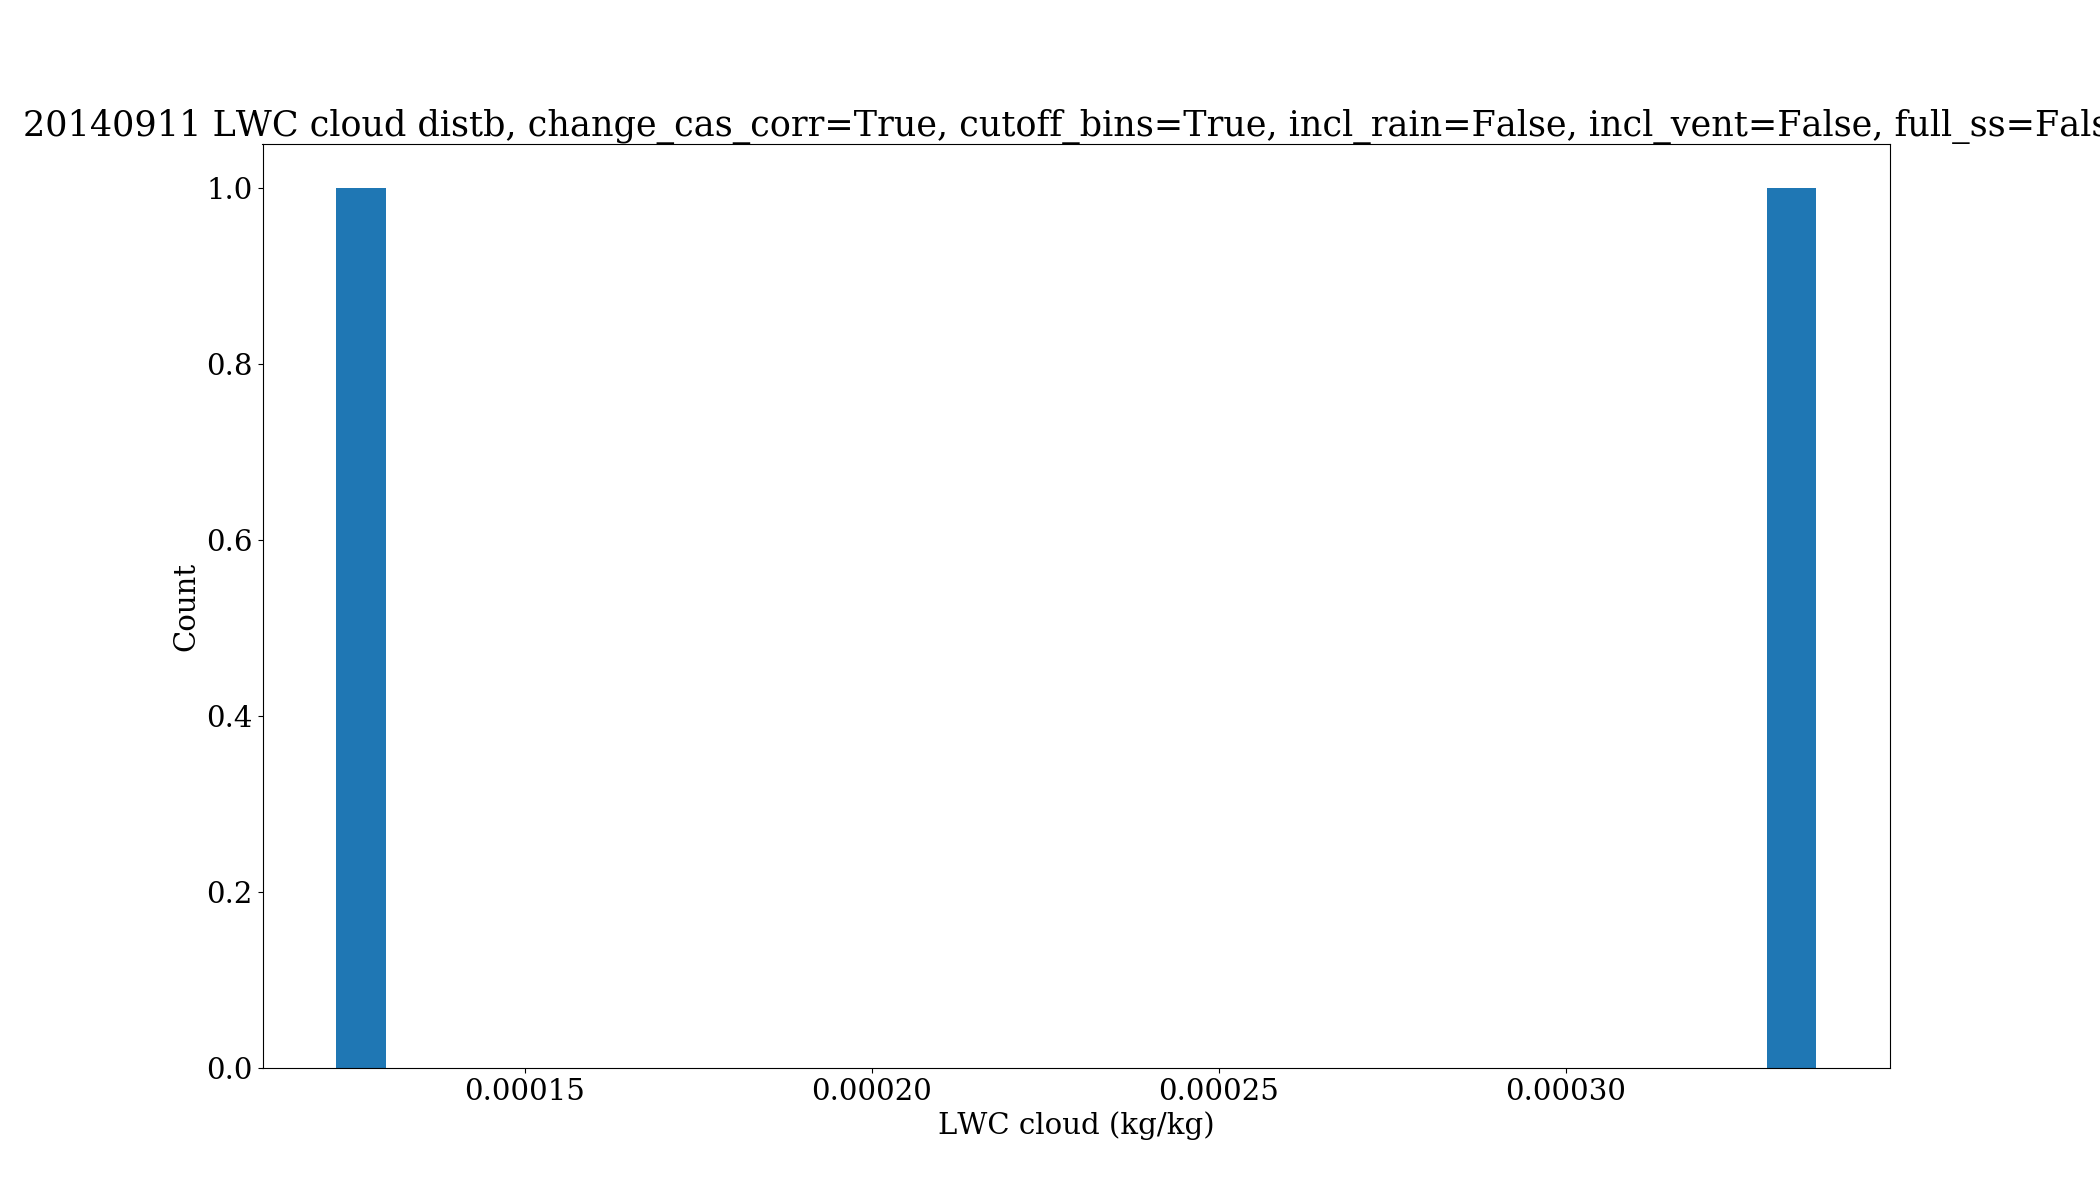 20140911 LWC cloud distb, change_cas_corr=True, cutoff_bins=True, incl_rain=False, incl_vent=False, full_ss=Fals
1.0
0.8
0.6
0.4
0.2
0.0
Count
0.00015 0.00020 0.00025 0.00030
LWC cloud (kg/kg)